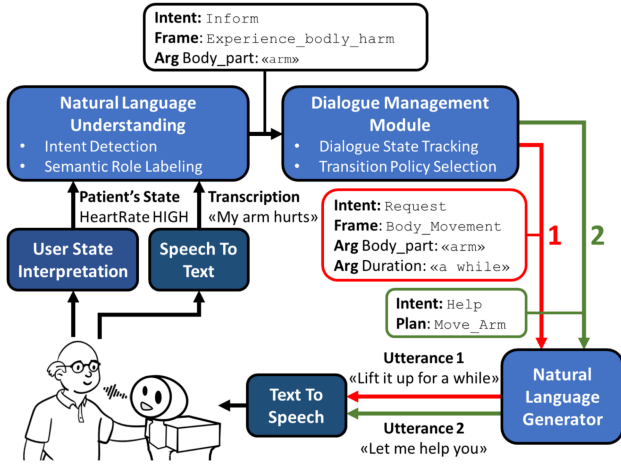 Intent: Inform
Frame: Experience_bodly_harm
Arg Body_part: «arm»
Natural Language
Understanding
• Intent Detection
• Semantic Role Labeling
Dialogue Management
Module
• Dialogue State Tracking
• Transition Policy Selection
Patient's State
HeartRate HIGH
Transcription
«My arm hurts»
User State
Interpretation
Speech To
Text
Intent: Request
Frame: Body_Movement
Arg Body_part: «arm»
Arg Duration: «a while»
1
2
Intent: Help
Plan: Move_Arm
Utterance 1
«Lift it up for a while»
Text To
Speech
Natural
Language
Generator
Utterance 2
«Let me help you»